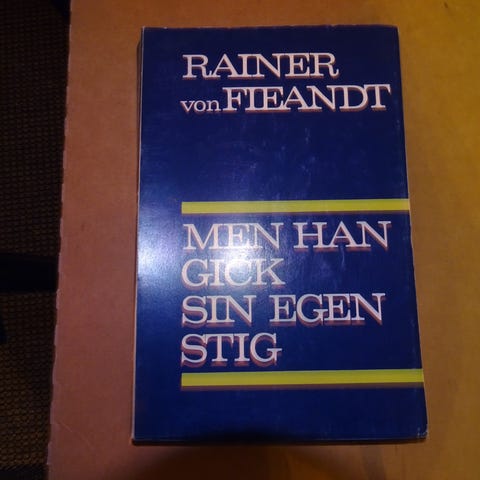 RAINER
von FIEANDT
MEN HAN
GICK
SIN EGEN
STIG